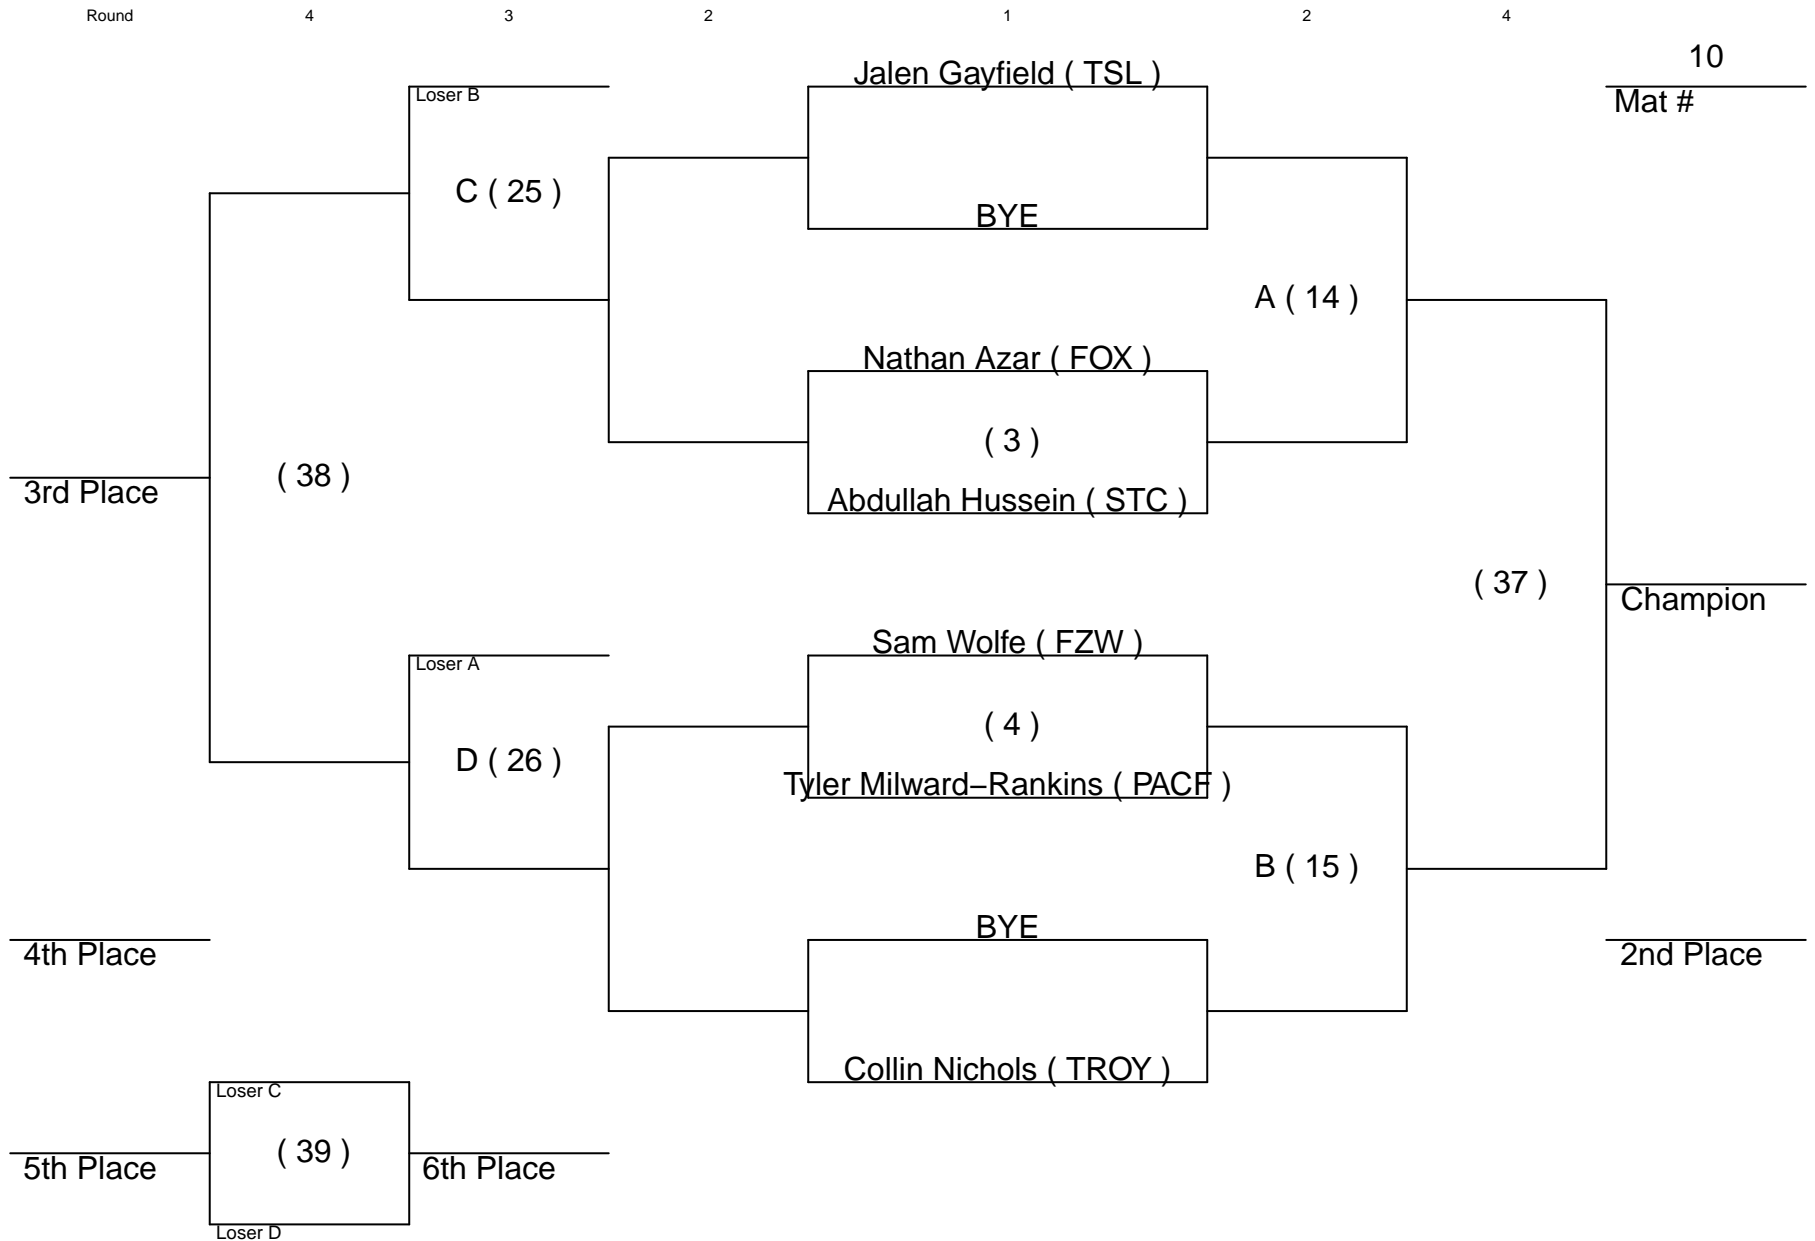 Round 4 3 2 1 2 4
10
Mat #
Jalen Gayfield ( TSL )
Loser B
C ( 25 )
BYE
A ( 14 )
Nathan Azar ( FOX )
( 3 )
Abdullah Hussein ( STC )
( 38 )
3rd Place
( 37 )
Champion
Sam Wolfe ( FZW )
Loser A
( 4 )
D ( 26 )
Tyler Milward–Rankins ( PACF )
B ( 15 )
BYE
4th Place
2nd Place
Collin Nichols ( TROY )
Loser C
( 39 )
5th Place
6th Place
Loser D